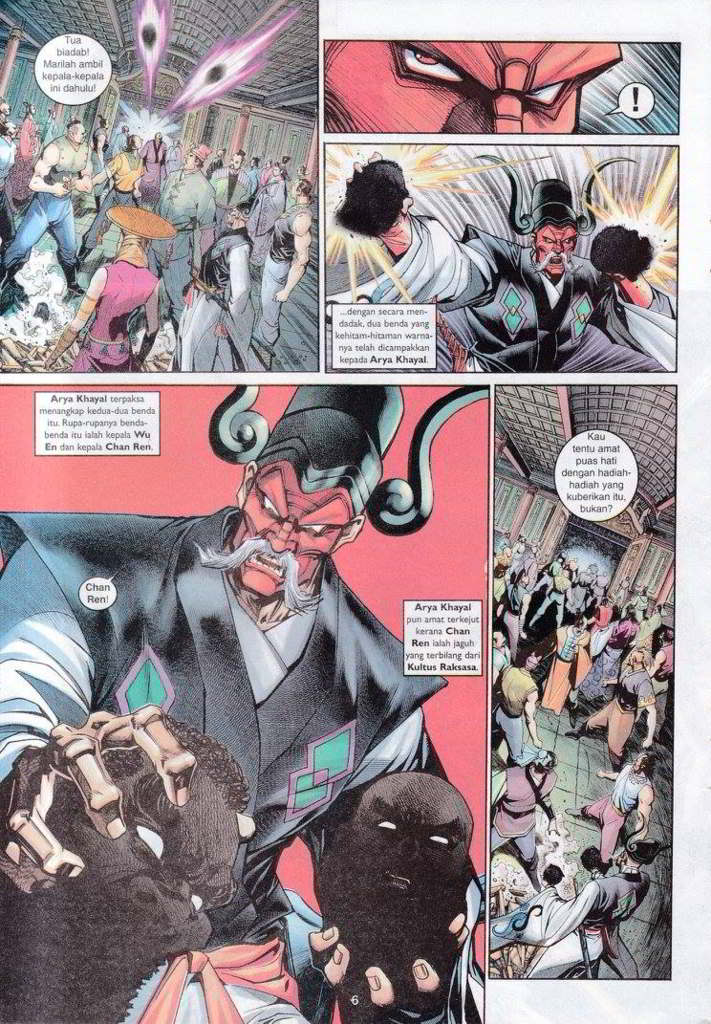 Tua
biadab!
Marilah ambil
kepala-kepala
ini dahulu!
!
...dengan secara men-
dadak, dua benda yang
kehitam-hitaman warna-
nya telah dicampakkan
kepada Arya Khayal.
Arya Khayal terpaksa
menangkap kedua-dua benda
itu. Rupa-rupanya benda-
benda itu ialah kepala Wu
En dan kepala Chan Ren.
Chan
Ren!
Arya Khayal
pun amat terkejut
kerana Chan
Ren ialah jaguh
yang terbilang dari
Kultus Raksasa.
Kau
tentu amat
puas hati
dengan hadiah-
hadiah yang
kuberikan itu,
bukan?
6